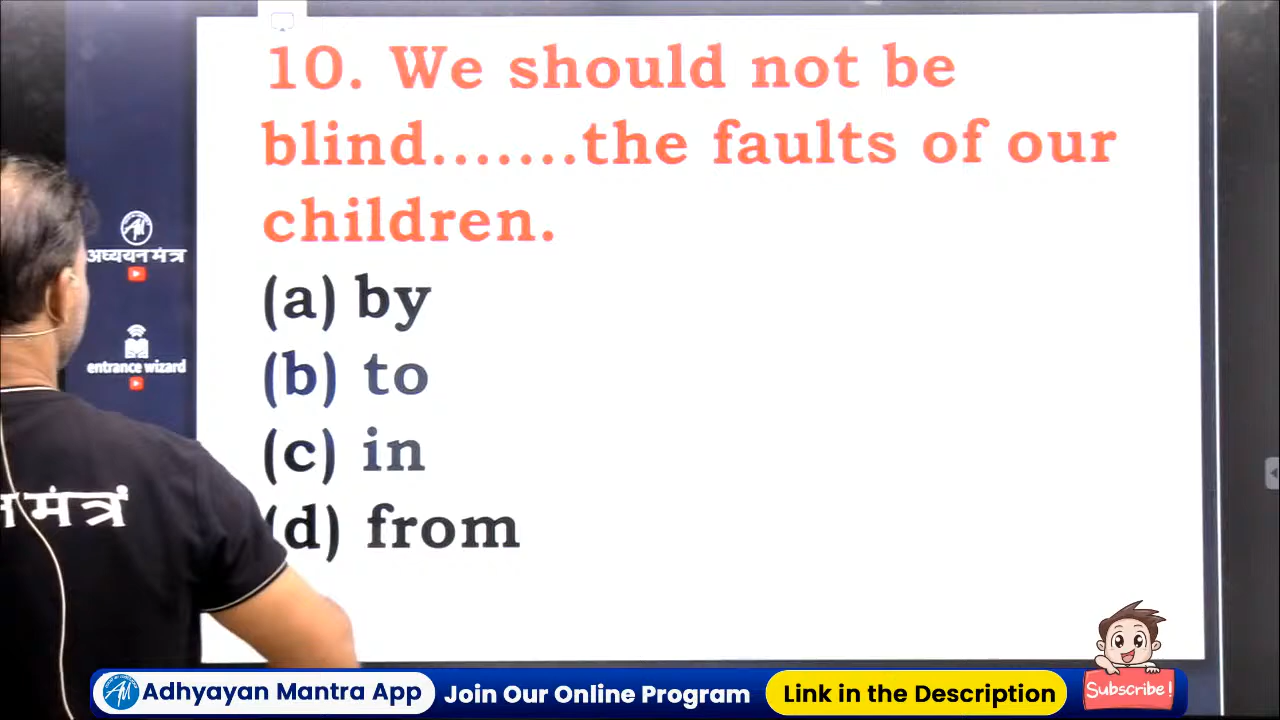 10. We should not be
blind.......the faults of our
children.
(a) by
(b) to
(c) in
(d) from
अध्ययन मंत्र
entrance wizard
मंत्रं
Adhyayan Mantra App
Join Our Online Program
Link in the Description
Subscribe!